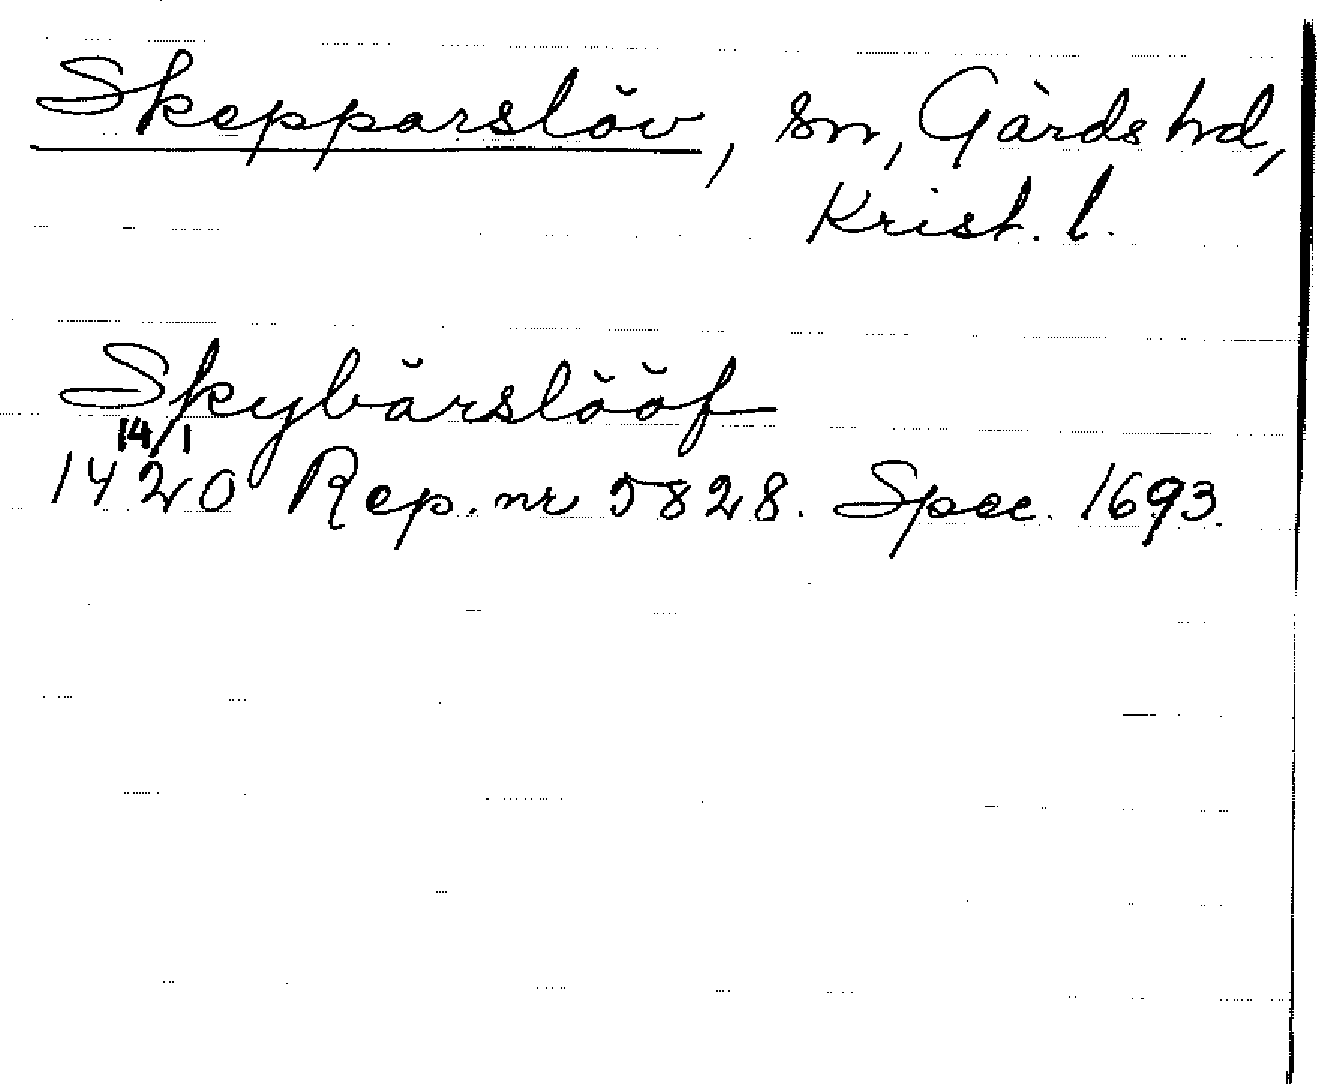 Skepparslöv, sn, Gärds hd,
Krist. l.
Skybärslööf
14/1
1420 Rep. nr 5828. Spec. 1693.